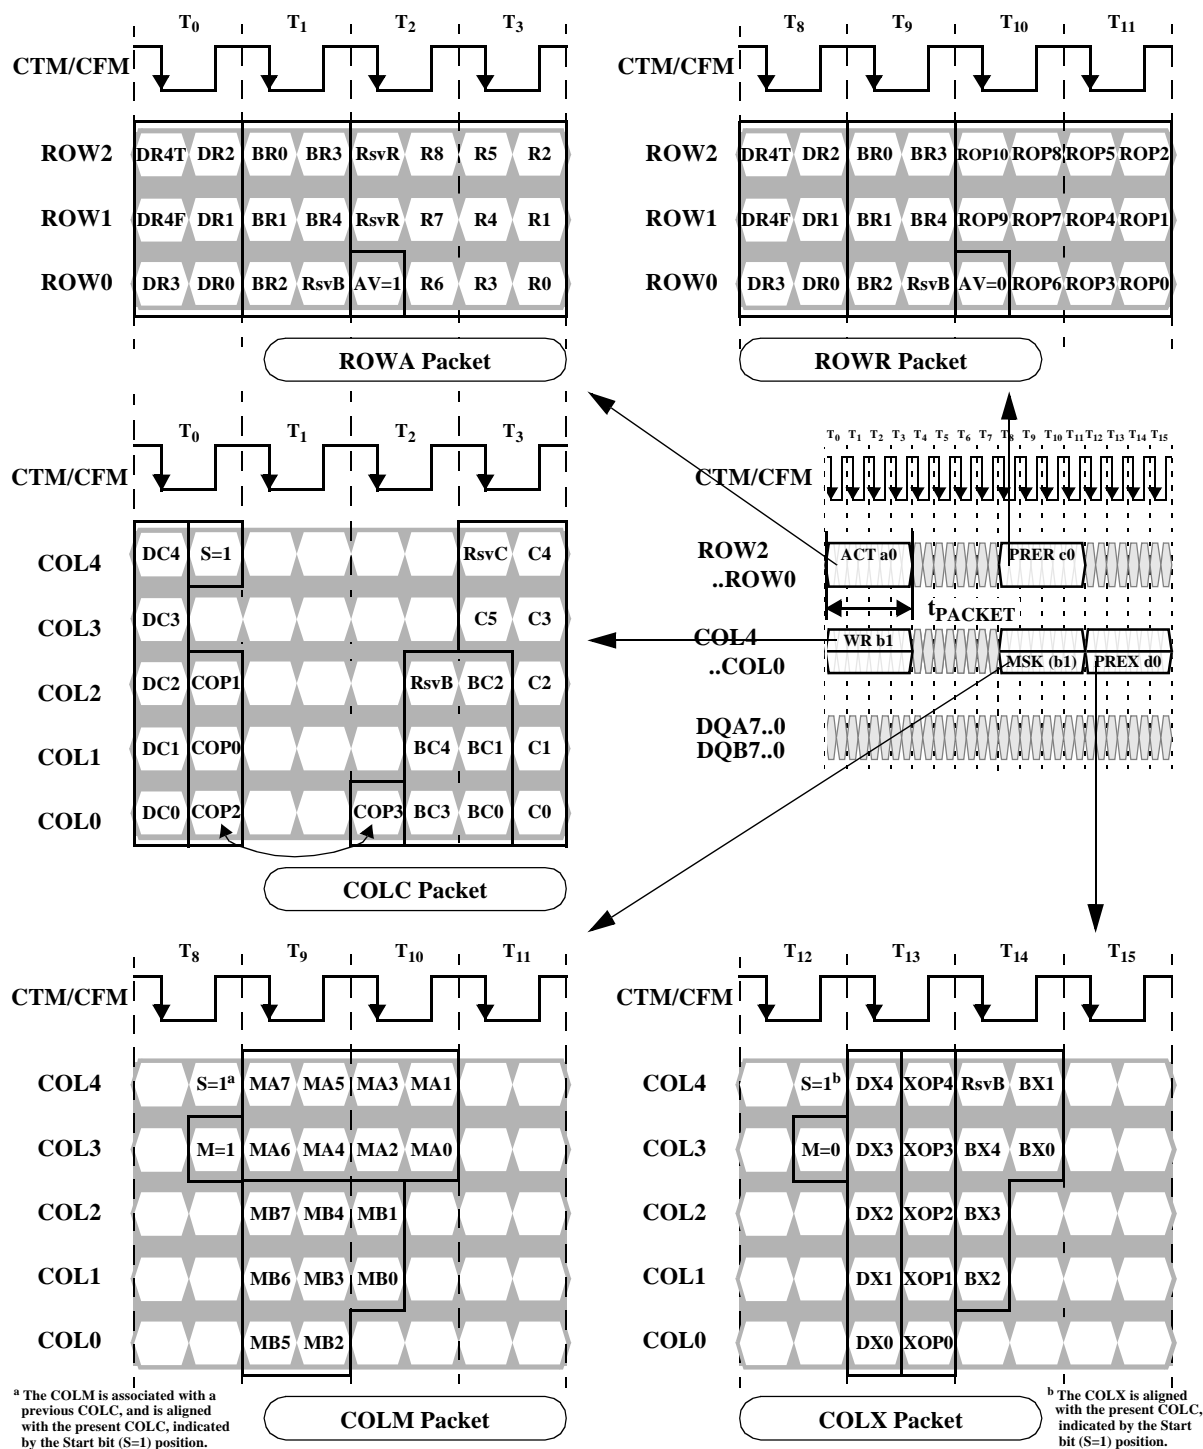 T0 T1 T2 T3
CTM/CFM
ROW2 DR4T DR2 BR0 BR3 RsvR R8 R5 R2
ROW1 DR4F DR1 BR1 BR4 RsvR R7 R4 R1
ROW0 DR3 DR0 BR2 RsvB AV=1 R6 R3 R0
ROWA Packet
T8 T9 T10 T11
CTM/CFM
ROW2 DR4T DR2 BR0 BR3 ROP10 ROP8 ROP5 ROP2
ROW1 DR4F DR1 BR1 BR4 ROP9 ROP7 ROP4 ROP1
ROW0 DR3 DR0 BR2 RsvB AV=0 ROP6 ROP3 ROP0
ROWR Packet
T0 T1 T2 T3
CTM/CFM
COL4 DC4 S=1 RsvC C4
COL3 DC3 C5 C3
COL2 DC2 COP1 RsvB BC2 C2
COL1 DC1 COP0 BC4 BC1 C1
COL0 DC0 COP2 COP3 BC3 BC0 C0
COLC Packet
T0 T1 T2 T3 T4 T5 T6 T7 T8 T9 T10 T11 T12 T13 T14 T15
CTM/CFM
ROW2 ACT a0 PRER c0
..ROW0
tPACKET
COL4 WR b1
..COL0 MSK (b1) PREX d0
DQA7..0
DQB7..0
T8 T9 T10 T11
CTM/CFM
COL4 S=1a MA7 MA5 MA3 MA1
COL3 M=1 MA6 MA4 MA2 MA0
COL2 MB7 MB4 MB1
COL1 MB6 MB3 MB0
COL0 MB5 MB2
a The COLM is associated with a
previous COLC, and is aligned
with the present COLC, indicated
by the Start bit (S=1) position.
COLM Packet
T12 T13 T14 T15
CTM/CFM
COL4 S=1b DX4 XOP4 RsvB BX1
COL3 M=0 DX3 XOP3 BX4 BX0
COL2 DX2 XOP2 BX3
COL1 DX1 XOP1 BX2
COL0 DX0 XOP0
COLX Packet
b The COLX is aligned
with the present COLC,
indicated by the Start
bit (S=1) position.